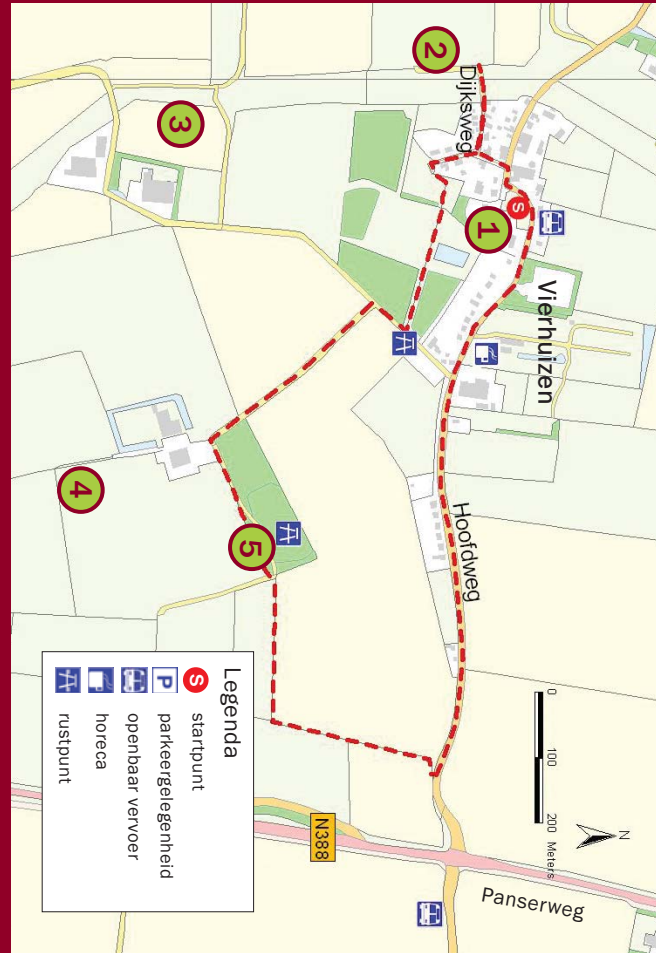 2
Dijksweg
3
S
1
Vierhuizen
4
5
Hoofdweg
0
100
200 Meters
N
N388
Panserweg
Legenda
S startpunt
P parkeergelegenheid
openbaar vervoer
horeca
rustpunt